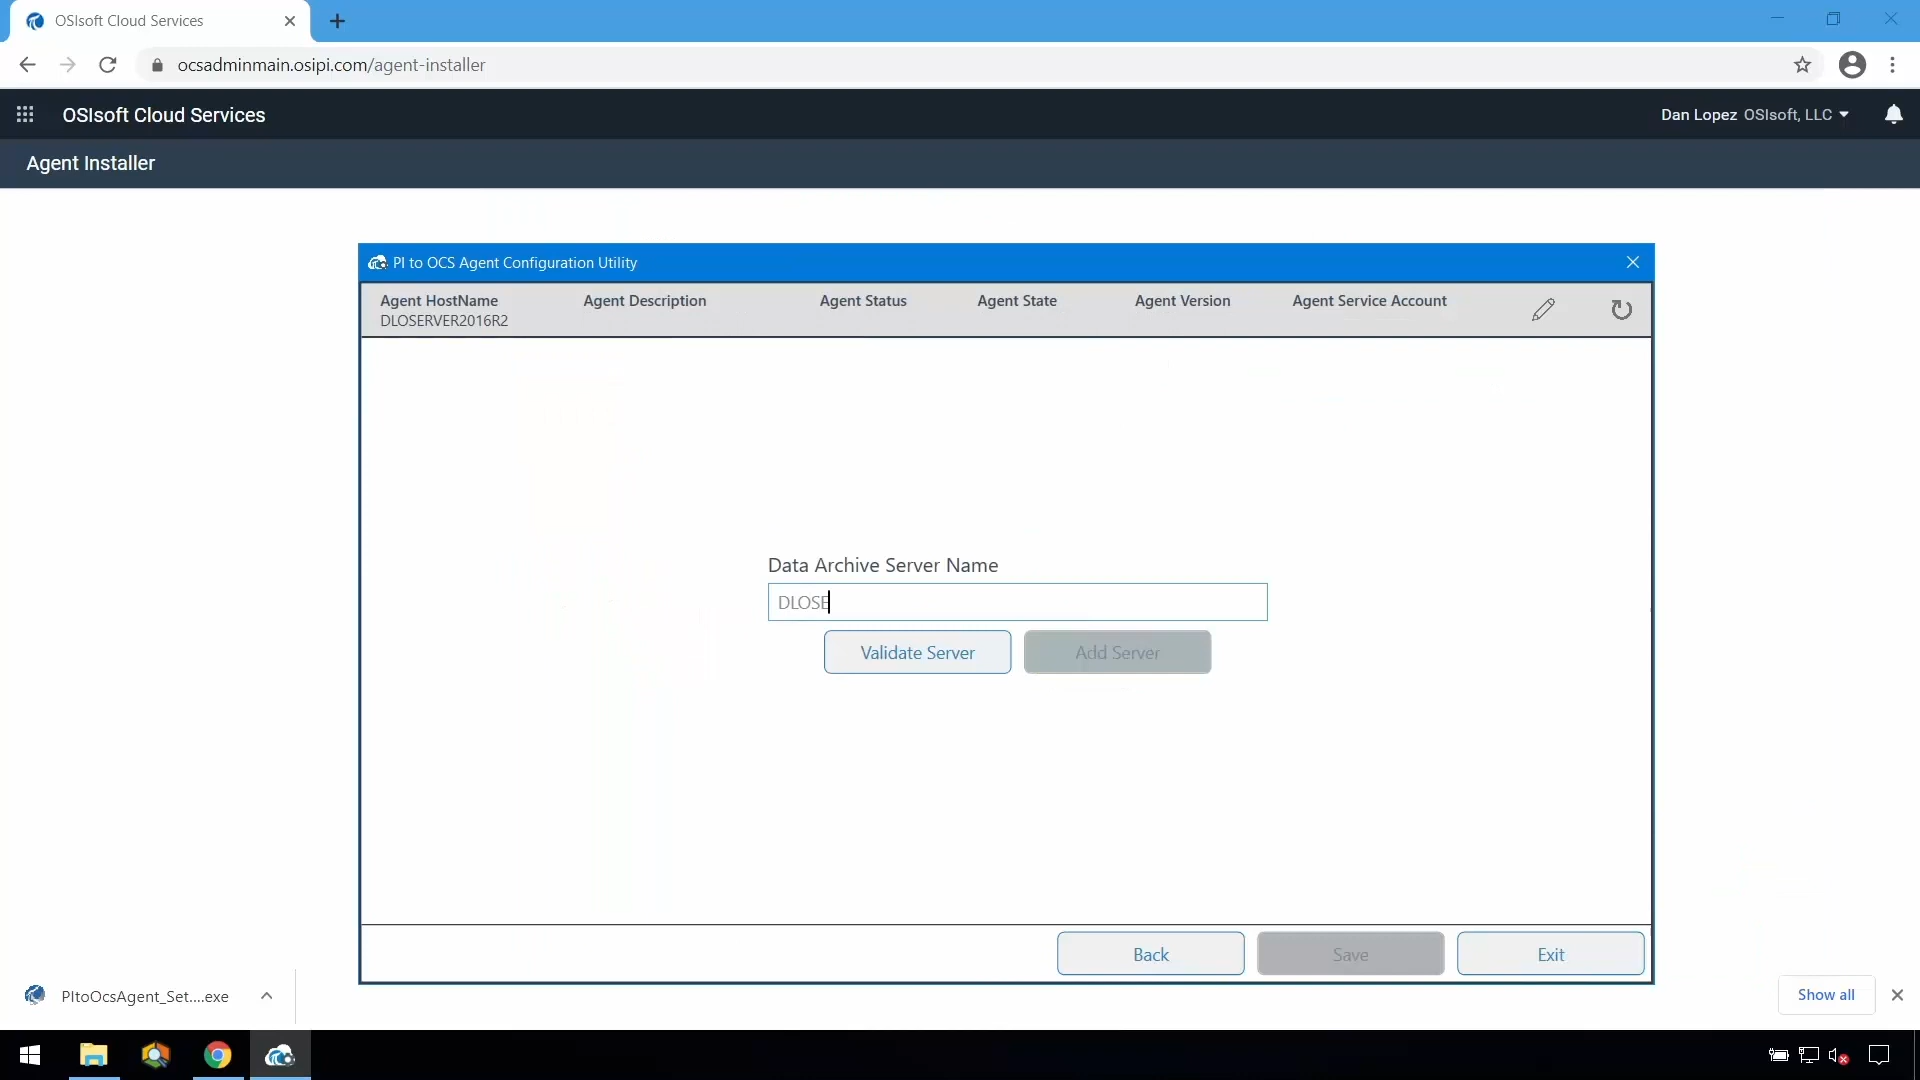 OSIsoft Cloud Services
ocsadminmain.osipi.com/agent-installer
OSIsoft Cloud Services
Dan Lopez OSIsoft, LLC
Agent Installer
PI to OCS Agent Configuration Utility
Agent HostName Agent Description Agent Status Agent State Agent Version Agent Service Account
DLOSERVER2016R2
Data Archive Server Name
DLOSE
Validate Server Add Server
Back Save Exit
PItoOcsAgent_Set....exe
Show all